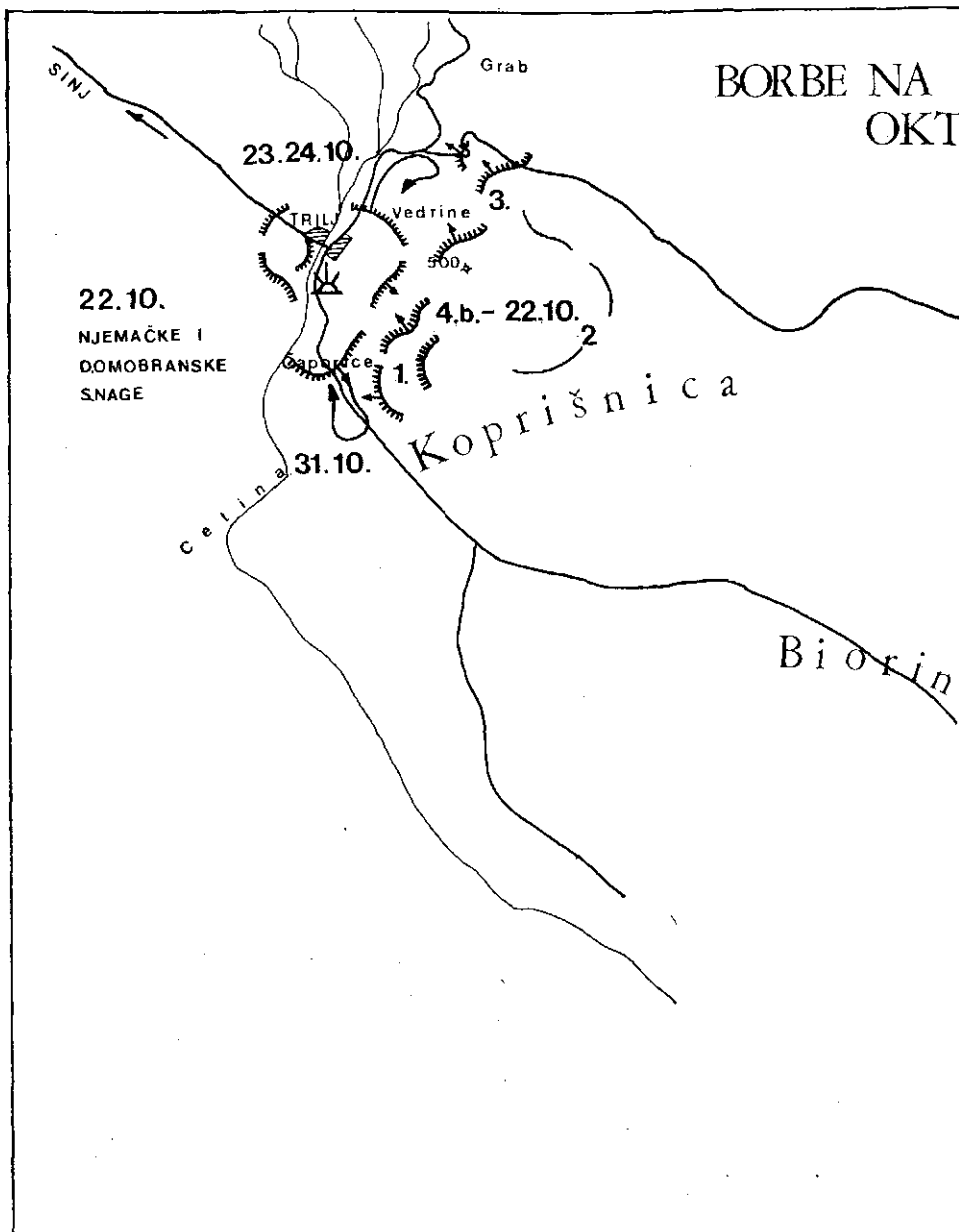 BORBE NA
OKT
SINJ
Grab
23.24.10.
3.
TRILJ
Vedrine
500
22.10.
NJEMAČKE I
DOMOBRANSKE
SNAGE
4.b.-22.10.
2
1.
Koprišnica
31.10.
Cetina
Biorin